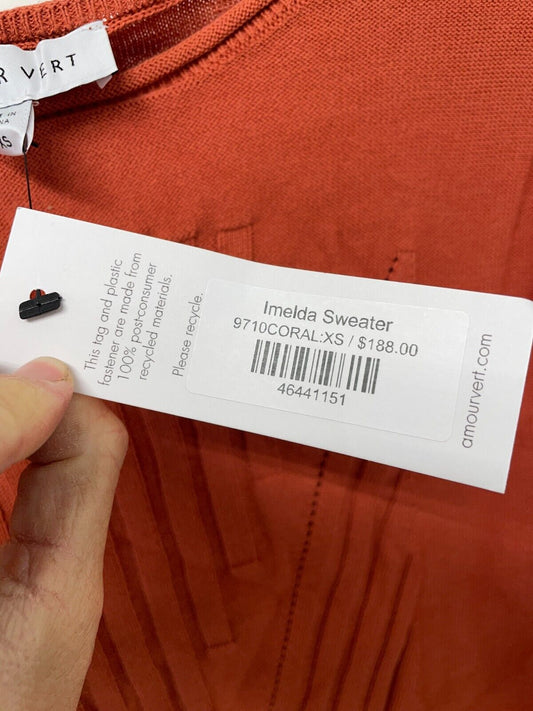 R VERT
XS
This tag and plastic
fastener are made from
100% post-consumer
recycled materials.
Please recycle.
Imelda Sweater
9710CORAL:XS / $188.00
46441151
amourvert.com